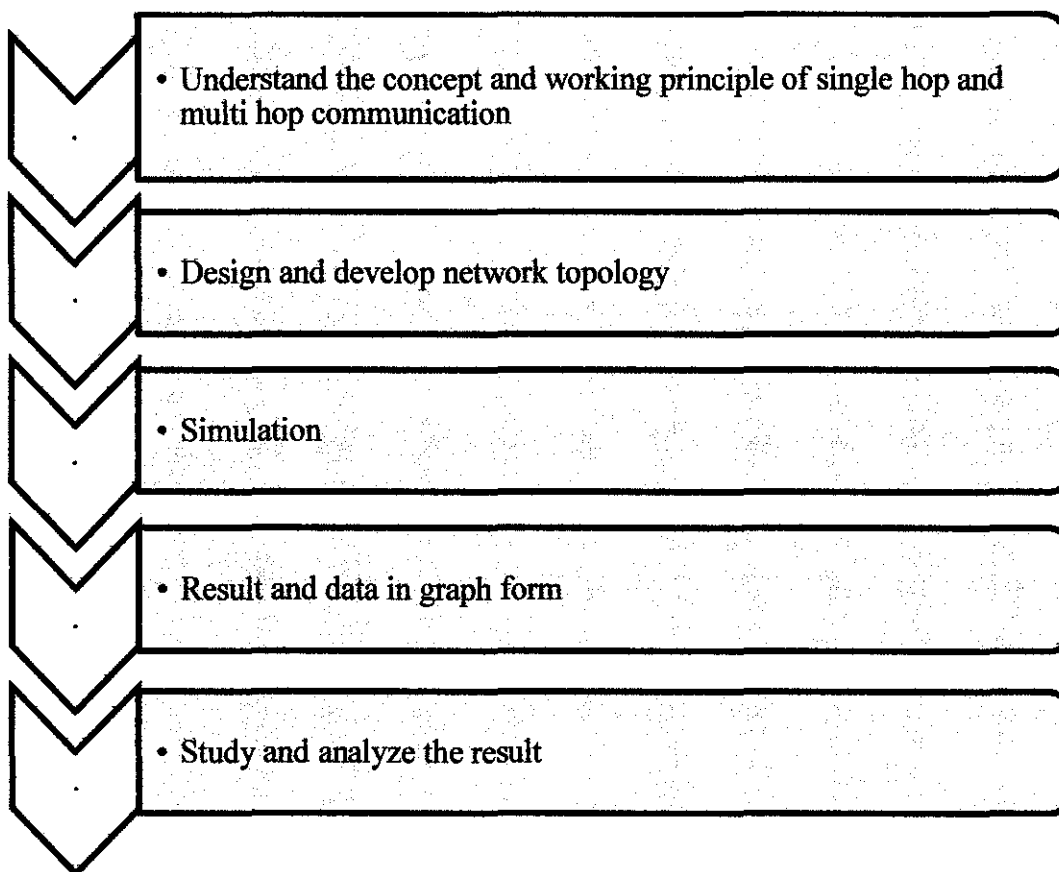 • Understand the concept and working principle of single hop and
multi hop communication
• Design and develop network topology
• Simulation
• Result and data in graph form
• Study and analyze the result